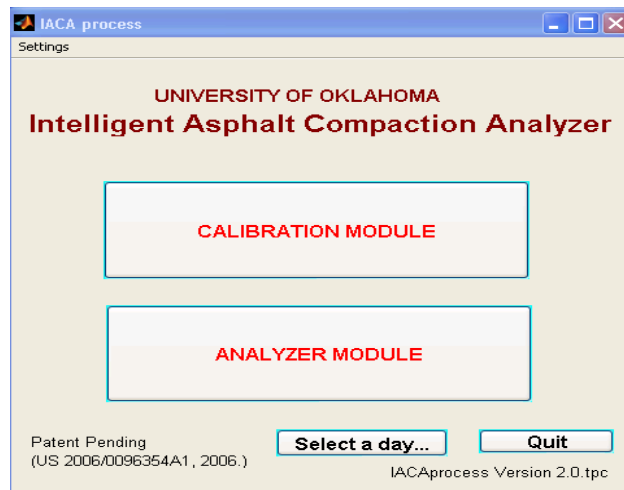 IACA process
Settings
UNIVERSITY OF OKLAHOMA
Intelligent Asphalt Compaction Analyzer
CALIBRATION MODULE
ANALYZER MODULE
Patent Pending
(US 2006/0096354A1, 2006.)
Select a day...
Quit
IACAprocess Version 2.0.tpc